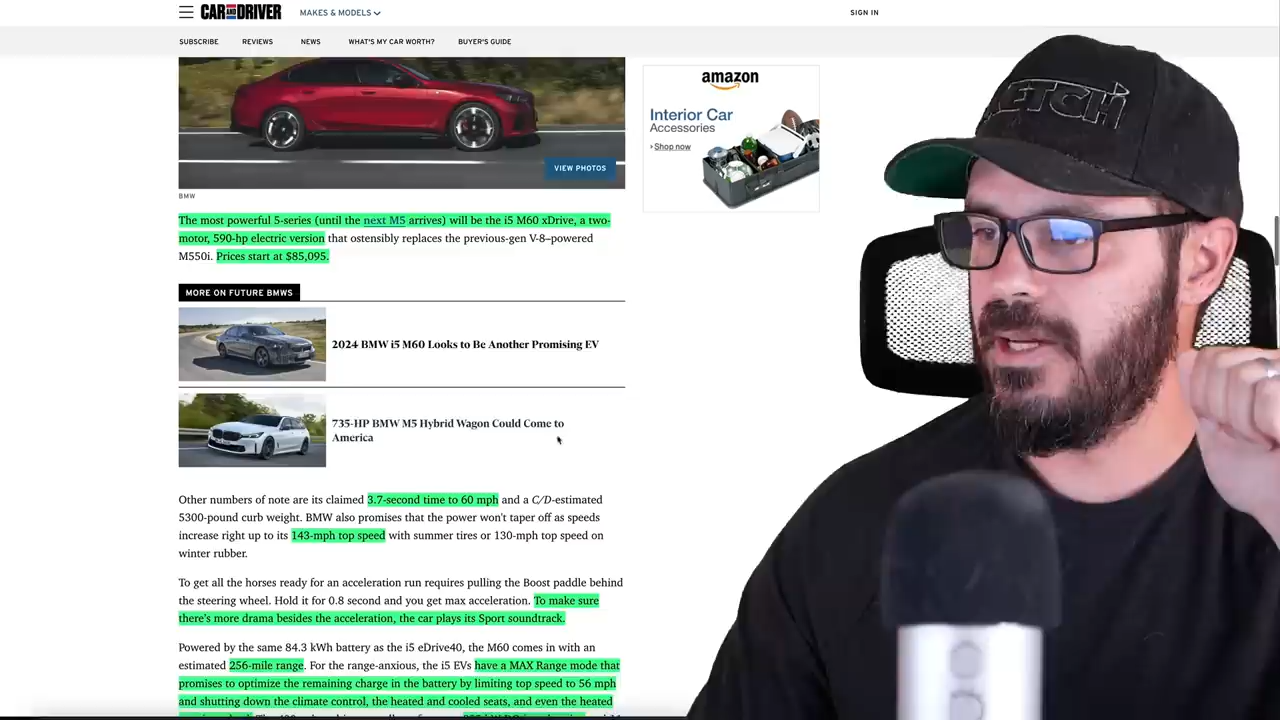 CAR AND DRIVER
MAKES & MODELS
SIGN IN
SUBSCRIBE
REVIEWS
NEWS
WHAT'S MY CAR WORTH?
BUYER'S GUIDE
VIEW PHOTOS
BMW
amazon
Interior Car
Accessories
Shop now
The most powerful 5-series (until the next M5 arrives) will be the i5 M60 xDrive, a two-
motor, 590-hp electric version that ostensibly replaces the previous-gen V-8–powered
M550i. Prices start at $85,095.
MORE ON FUTURE BMWS
2024 BMW i5 M60 Looks to Be Another Promising EV
735-HP BMW M5 Hybrid Wagon Could Come to
America
Other numbers of note are its claimed 3.7-second time to 60 mph and a C/D-estimated
5300-pound curb weight. BMW also promises that the power won't taper off as speeds
increase right up to its 143-mph top speed with summer tires or 130-mph top speed on
winter rubber.
To get all the horses ready for an acceleration run requires pulling the Boost paddle behind
the steering wheel. Hold it for 0.8 second and you get max acceleration. To make sure
there's more drama besides the acceleration, the car plays its Sport soundtrack.
Powered by the same 84.3 kWh battery as the i5 eDrive40, the M60 comes in with an
estimated 256-mile range. For the range-anxious, the i5 EVs have a MAX Range mode that
promises to optimize the remaining charge in the battery by limiting top speed to 56 mph
and shutting down the climate control, the heated and cooled seats, and even the heated